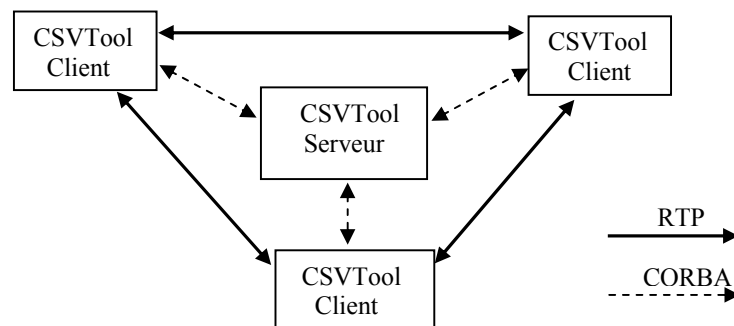 CSVTool
Client
CSVTool
Client
CSVTool
Serveur
CSVTool
Client
RTP
CORBA